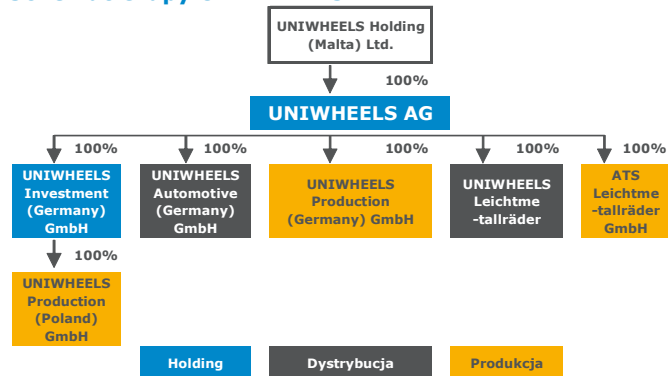 UNIWHEELS Holding
(Malta) Ltd.
100%
UNIWHEELS AG
100%
100%
100%
100%
100%
UNIWHEELS
Investment
(Germany)
GmbH
UNIWHEELS
Automotive
(Germany)
GmbH
UNIWHEELS
Production
(Germany) GmbH
UNIWHEELS
Leichtme
-tallräder
ATS
Leichtme
-tallräder
GmbH
100%
UNIWHEELS
Production
(Poland)
GmbH
Holding
Dystrybucja
Produkcja